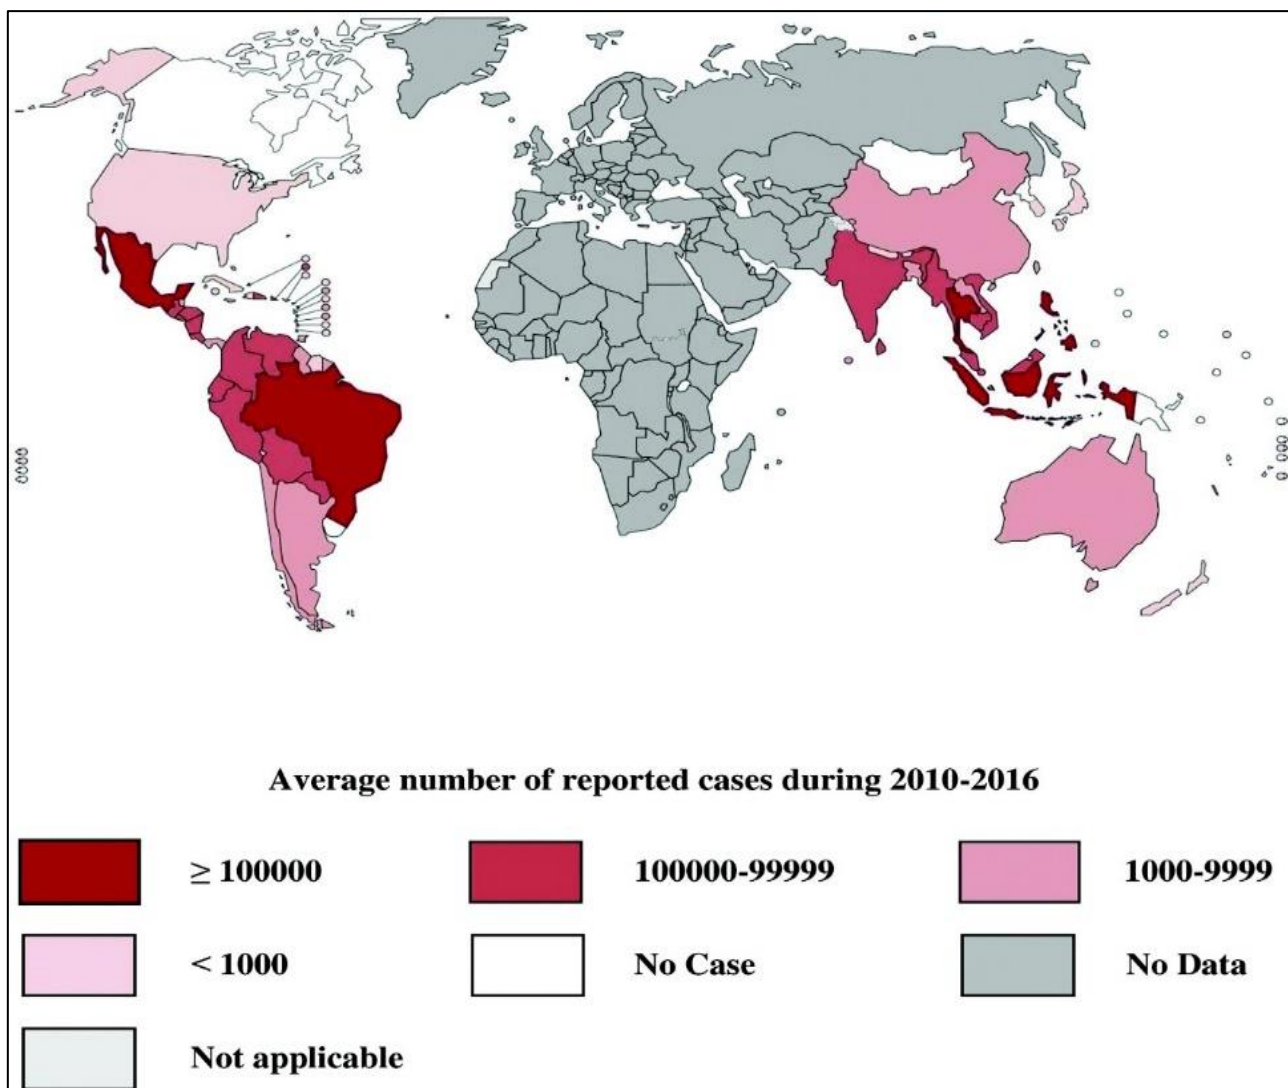 Average number of reported cases during 2010-2016
≥ 100000
100000-99999
1000-9999
< 1000
No Case
No Data
Not applicable